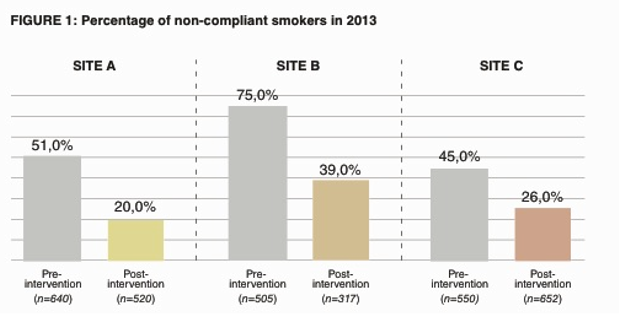 FIGURE 1: Percentage of non-compliant smokers in 2013
SITE A
SITE B
SITE C
51,0%
20,0%
75,0%
39,0%
45,0%
26,0%
Pre-
intervention
(n=640)
Post-
intervention
(n=520)
Pre-
intervention
(n=505)
Post-
intervention
(n=317)
Pre-
intervention
(n=550)
Post-
intervention
(n=652)